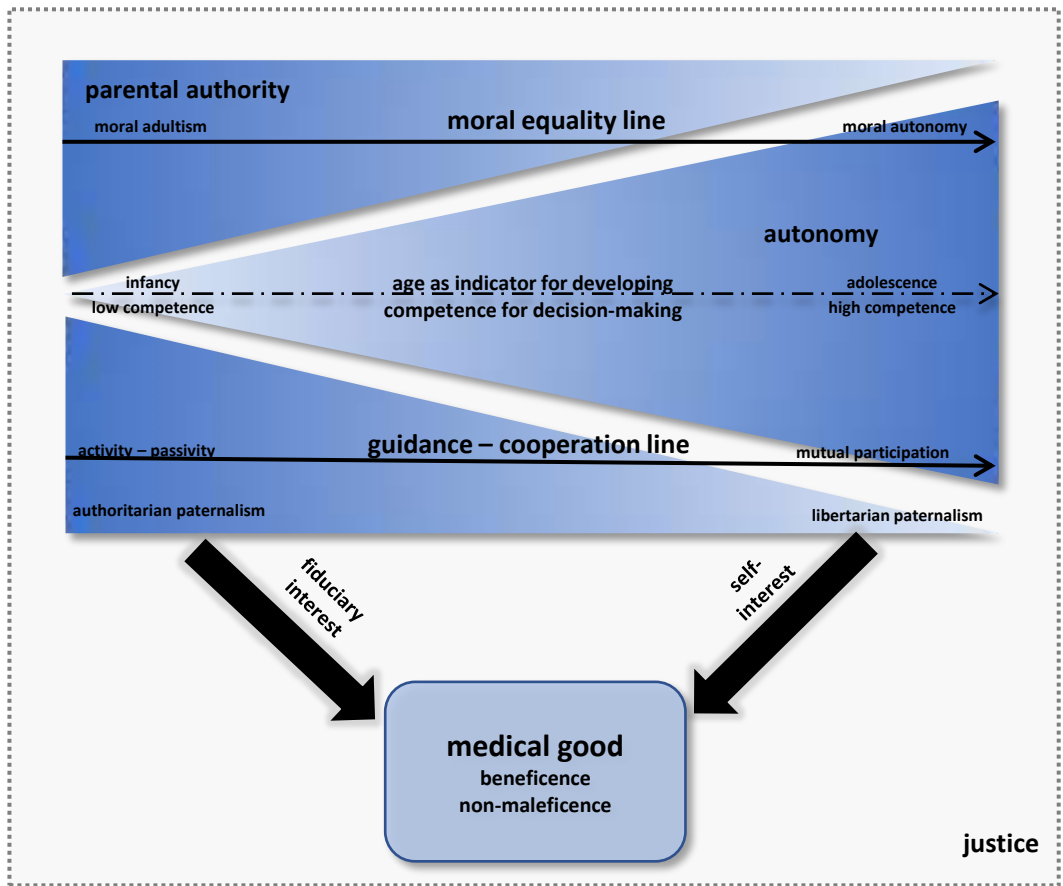 parental authority
moral adultism
moral equality line
moral autonomy
autonomy
infancy
low competence
age as indicator for developing
competence for decision-making
adolescence
high competence
activity – passivity
guidance – cooperation line
mutual participation
authoritarian paternalism
libertarian paternalism
fiduciary
interest
self-
interest
medical good
beneficence
non-maleficence
justice